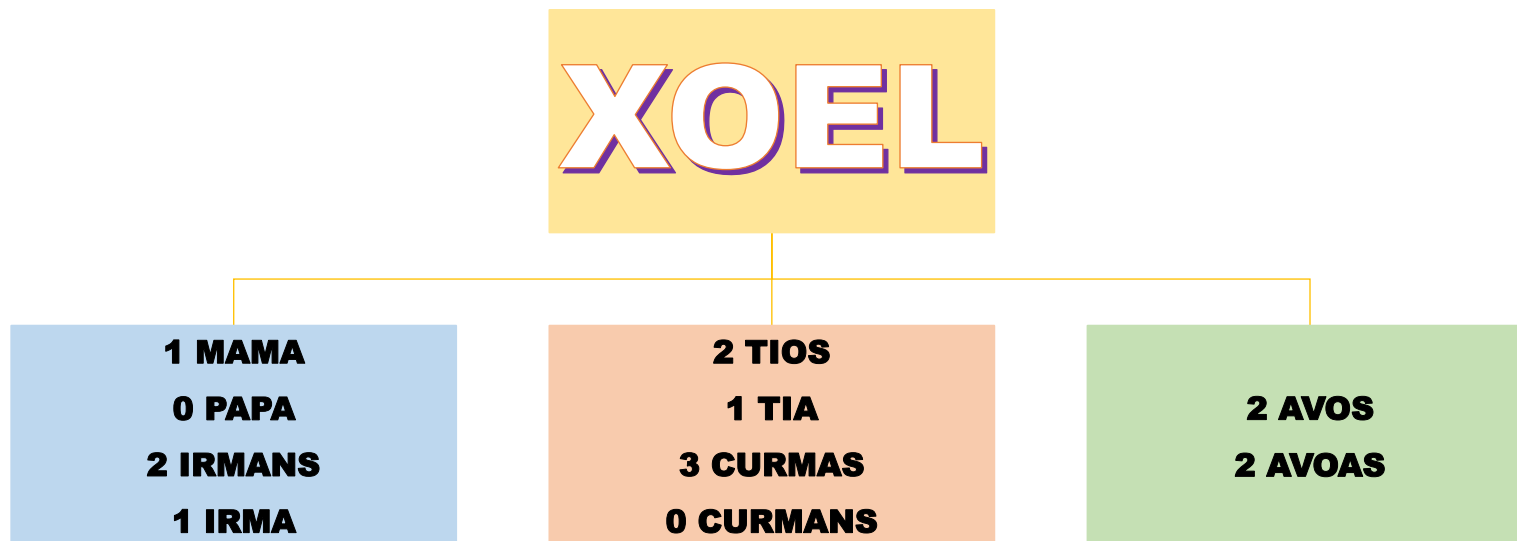 XOEL
1 MAMA
0 PAPA
2 IRMANS
1 IRMA
2 TIOS
1 TIA
3 CURMAS
0 CURMANS
2 AVOS
2 AVOAS